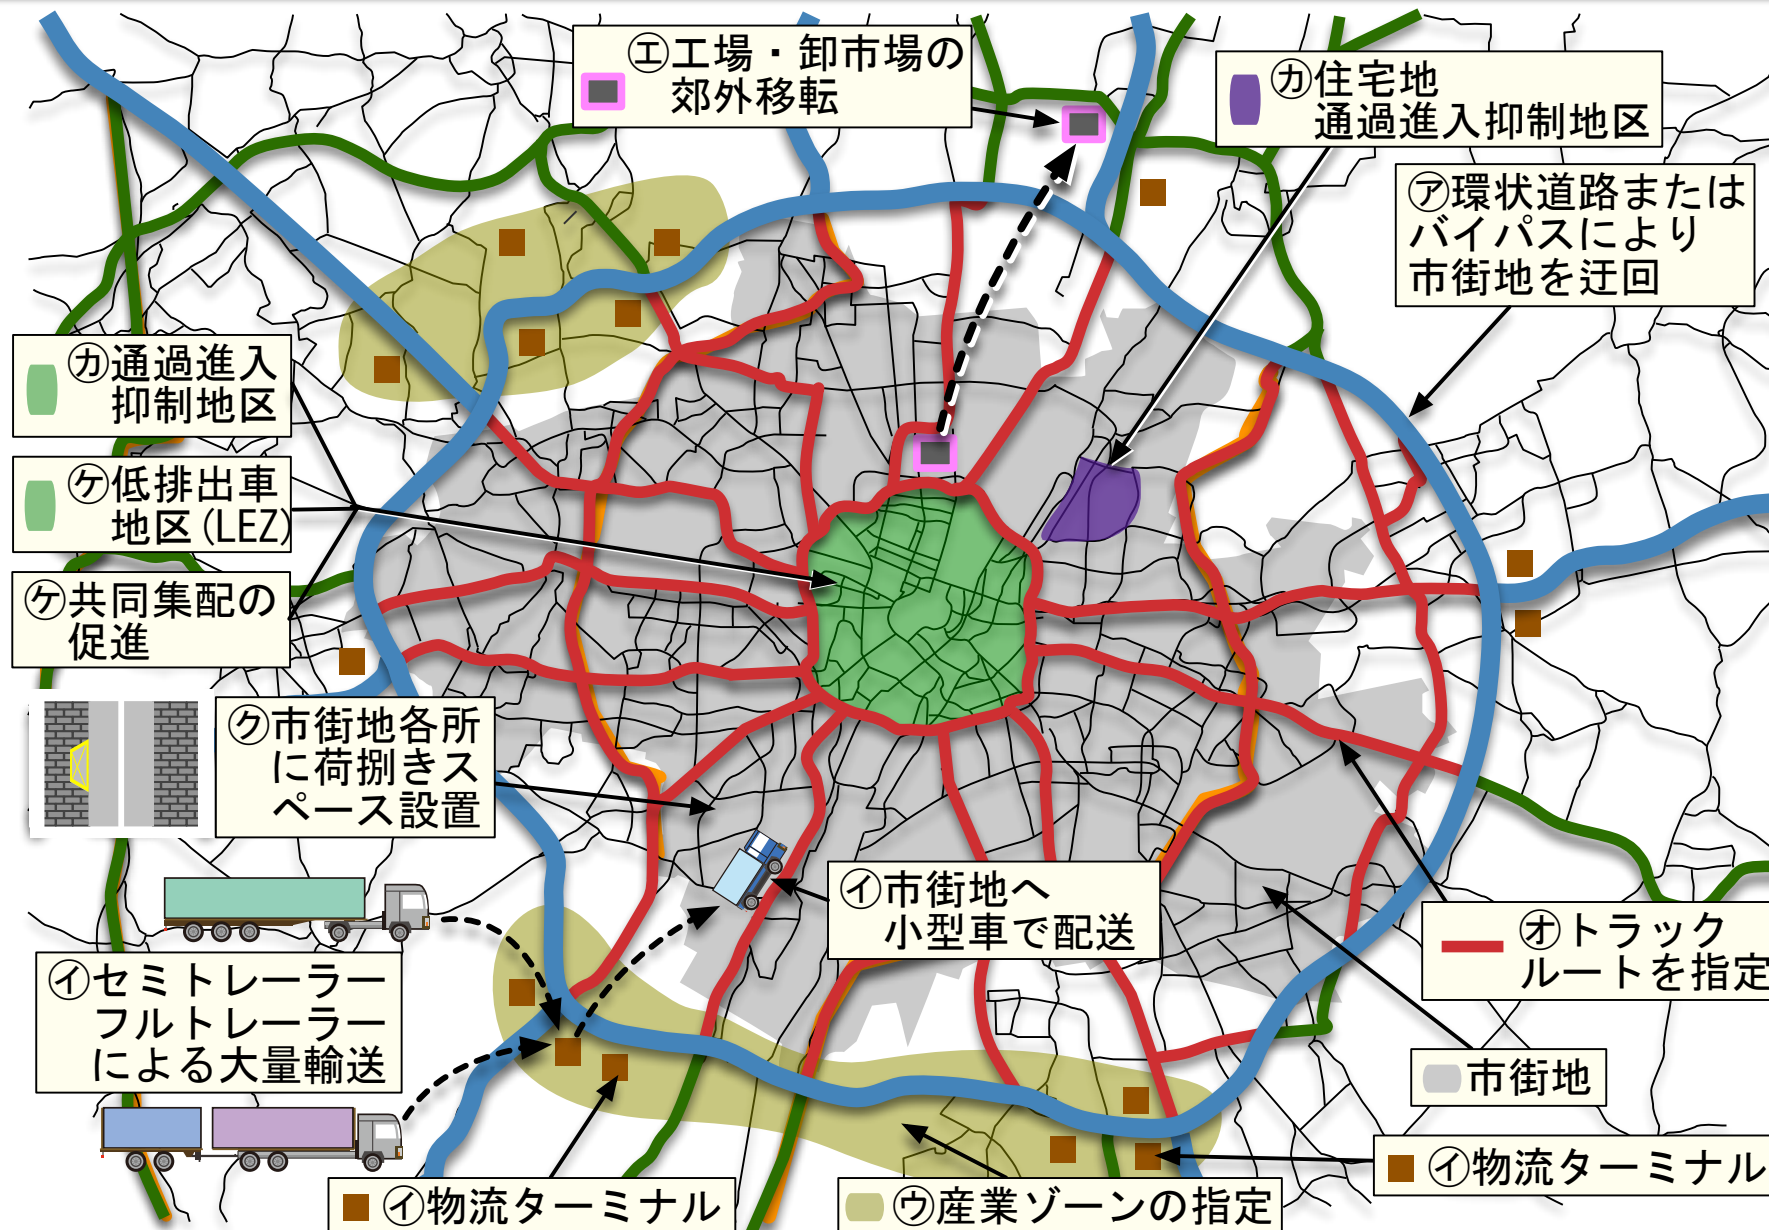 ㋓工場・卸市場の
郊外移転
㋕住宅地
通過進入抑制地区
㋐環状道路または
バイパスにより
市街地を迂回
㋕通過進入
抑制地区
㋘低排出車
地区(LEZ)
㋘共同集配の
促進
㋗市街地各所
に荷捌きス
ペース設置
㋑市街地へ
小型車で配送
㋔トラック
ルートを指定
㋑セミトレーラー
フルトレーラー
による大量輸送
市街地
㋑物流ターミナル
㋑物流ターミナル
㋒産業ゾーンの指定